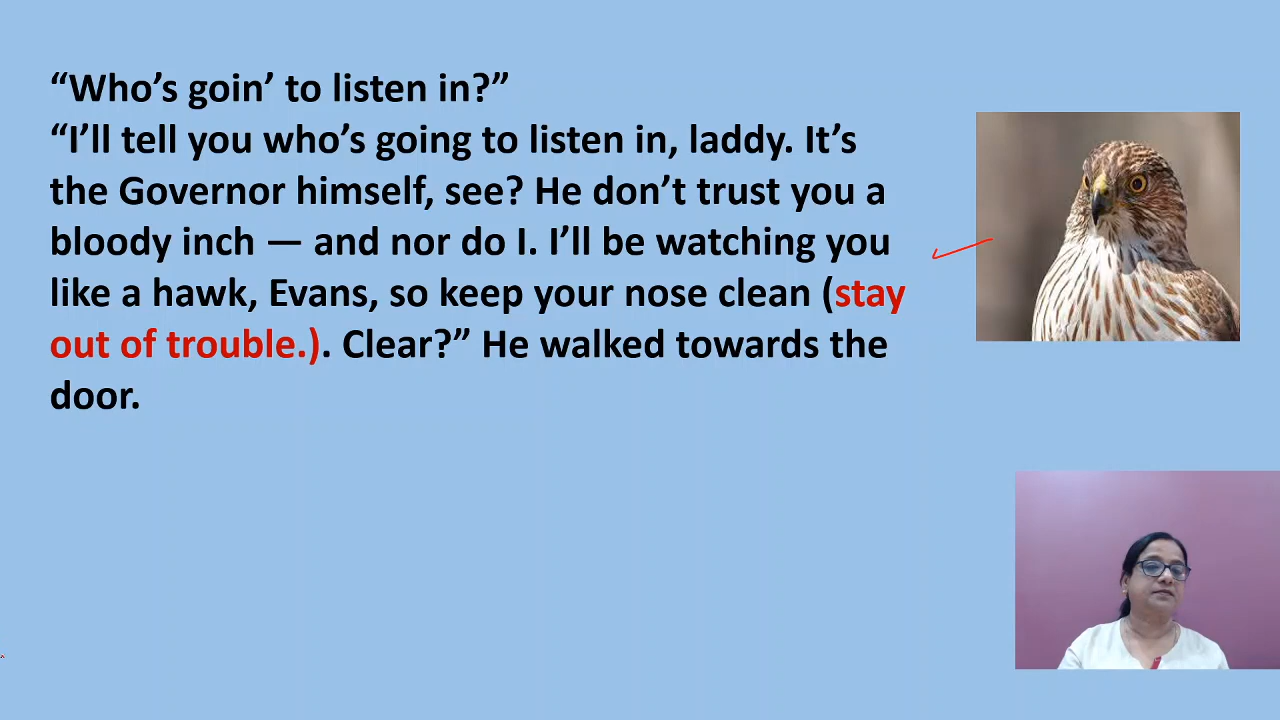 “Who’s goin’ to listen in?”
“I’ll tell you who’s going to listen in, laddy. It’s
the Governor himself, see? He don’t trust you a
bloody inch — and nor do I. I’ll be watching you
like a hawk, Evans, so keep your nose clean (stay
out of trouble.). Clear?” He walked towards the
door.